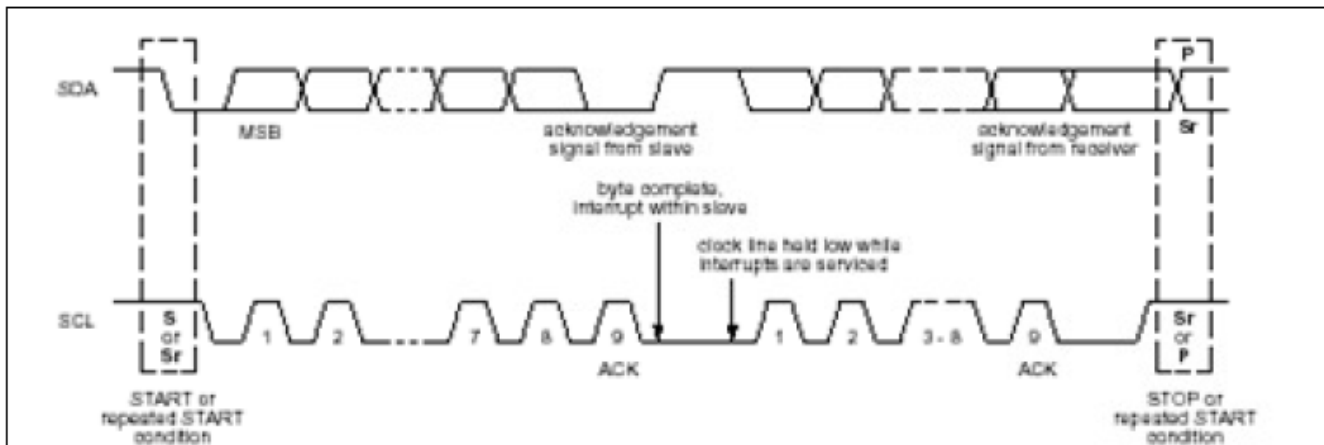 P
SDA
MSB
acknowledgement
signal from slave
acknowledgement
signal from receiver
Sr
byte complete,
interrupt within slave
clock line held low while
interrupts are serviced
SCL
S
or
Sr
1
2
7
8
9
1
2
3 - 8
9
Sr
or
P
ACK
ACK
START or
repeated START
condition
STOP or
repeated START
condition